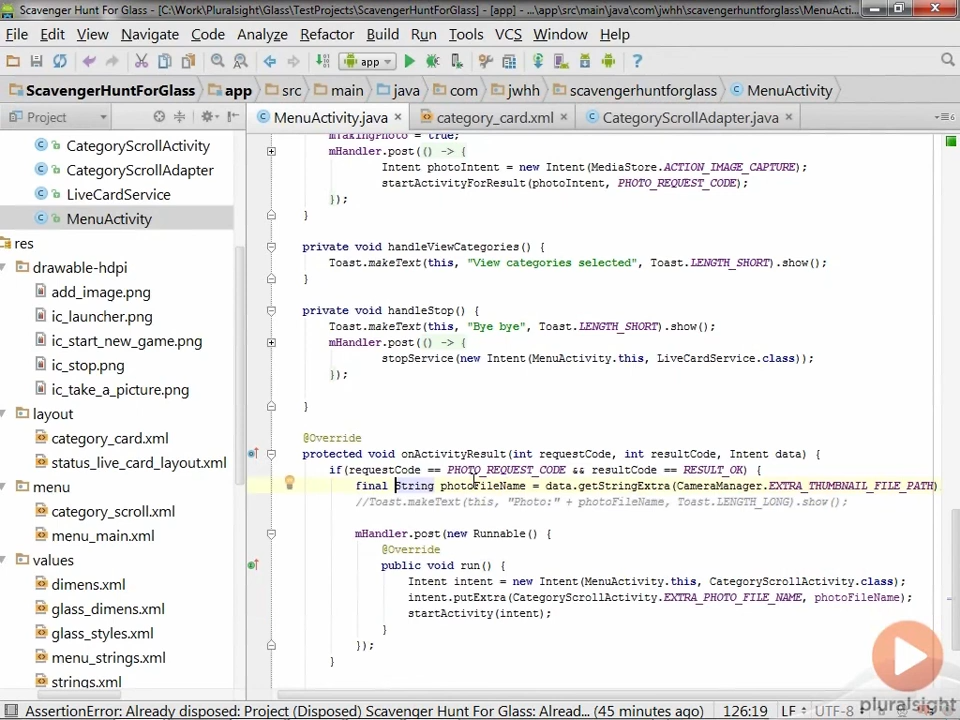 Scavenger Hunt For Glass - [C:\Work\Pluralsight\Glass\TestProjects\ScavengerHuntForGlass] - [app] - ...\app\src\main\java\com\jwhh\scavengerhuntforglass\MenuActi...
File Edit View Navigate Code Analyze Refactor Build Run Tools VCS Window Help
app
ScavengerHuntForGlass app src main java com jwhh scavengerhuntforglass MenuActivity
Project
MenuActivity.java category_card.xml CategoryScrollAdapter.java
CategoryScrollActivity
CategoryScrollAdapter
LiveCardService
MenuActivity
res
drawable-hdpi
add_image.png
ic_launcher.png
ic_start_new_game.png
ic_stop.png
ic_take_a_picture.png
layout
category_card.xml
status_live_card_layout.xml
menu
category_scroll.xml
menu_main.xml
values
dimens.xml
glass_dimens.xml
glass_styles.xml
menu_strings.xml
strings.xml
mTakingPhoto = true;
mHandler.post(() -> {
Intent photoIntent = new Intent(MediaStore.ACTION_IMAGE_CAPTURE);
startActivityForResult(photoIntent, PHOTO_REQUEST_CODE);
});
}
private void handleViewCategories() {
Toast.makeText(this, "View categories selected", Toast.LENGTH_SHORT).show();
}
private void handleStop() {
Toast.makeText(this, "Bye bye", Toast.LENGTH_SHORT).show();
mHandler.post(() -> {
stopService(new Intent(MenuActivity.this, LiveCardService.class));
});
}
@Override
protected void onActivityResult(int requestCode, int resultCode, Intent data) {
if(requestCode == PHOTO_REQUEST_CODE && resultCode == RESULT_OK) {
final String photoFileName = data.getStringExtra(CameraManager.EXTRA_THUMBNAIL_FILE_PATH)
//Toast.makeText(this, "Photo:" + photoFileName, Toast.LENGTH_LONG).show();
mHandler.post(new Runnable() {
@Override
public void run() {
Intent intent = new Intent(MenuActivity.this, CategoryScrollActivity.class);
intent.putExtra(CategoryScrollActivity.EXTRA_PHOTO_FILE_NAME, photoFileName);
startActivity(intent);
}
});
}
pluralsight
AssertionError: Already disposed: Project (Disposed) Scavenger Hunt For Glass: Alread... (45 minutes ago) 126:19 LF UTF-8